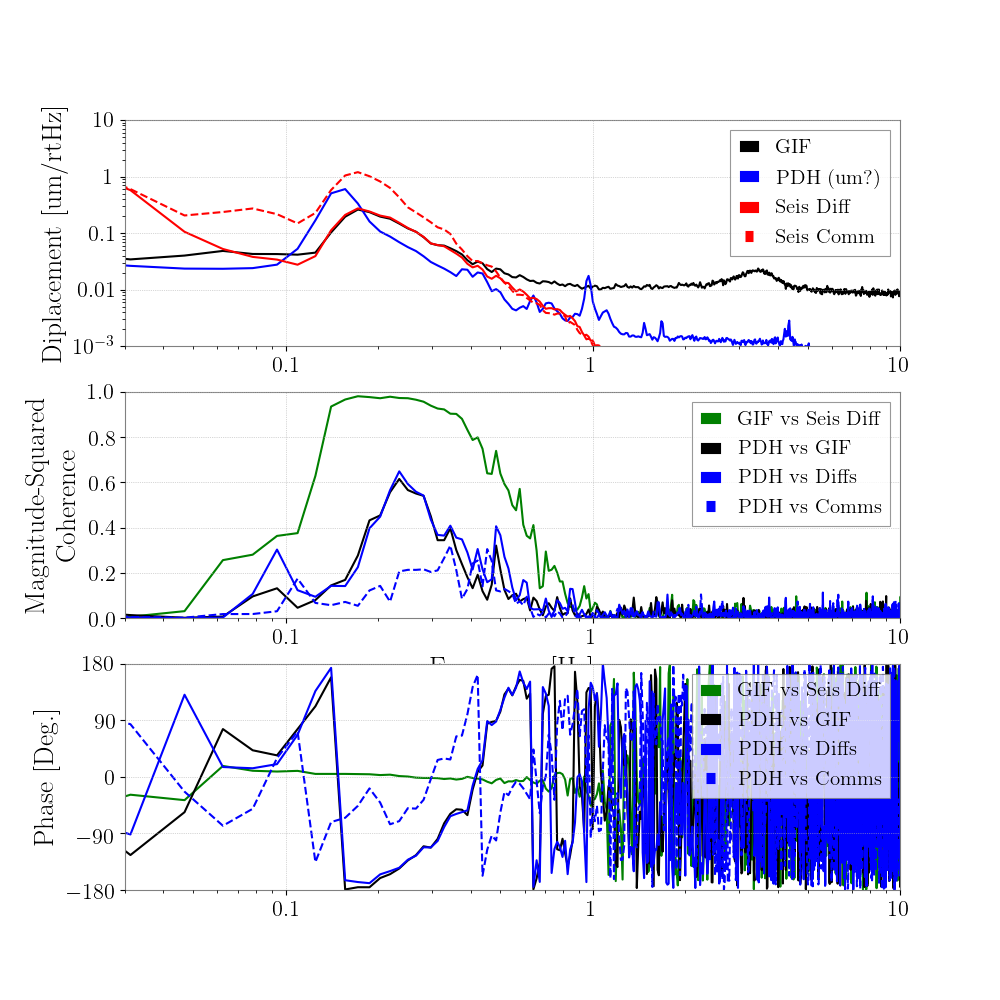 Diplacement [um/rtHz]
10
1
0.1
0.01
10⁻³
GIF
PDH (um?)
Seis Diff
Seis Comm
0.1
1
10
Magnitude-Squared
Coherence
1.0
0.8
0.6
0.4
0.2
0.0
GIF vs Seis Diff
PDH vs GIF
PDH vs Diffs
PDH vs Comms
0.1
1
10
Phase [Deg.]
180
90
0
−90
−180
GIF vs Seis Diff
PDH vs GIF
PDH vs Diffs
PDH vs Comms
0.1
1
10